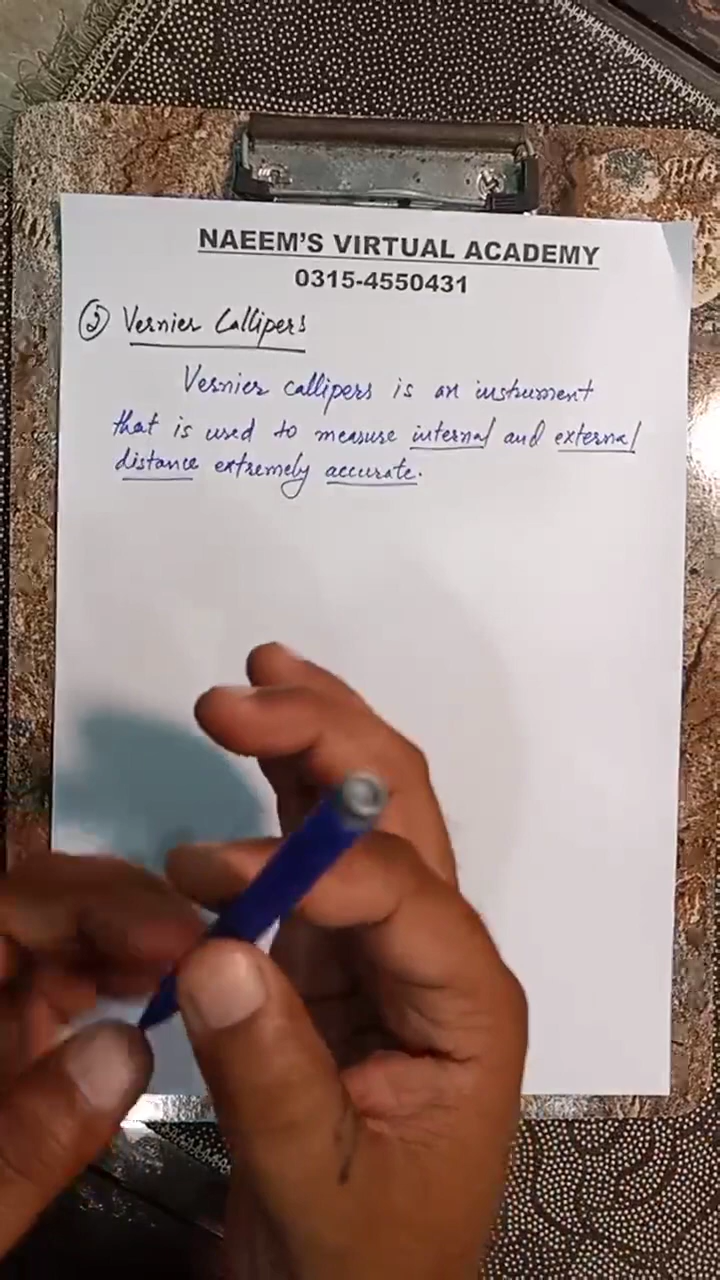 NAEEM'S VIRTUAL ACADEMY
0315-4550431
② Vernier Callipers
Vernier callipers is an instrument
that is used to measure internal and external
distance extremely accurate.